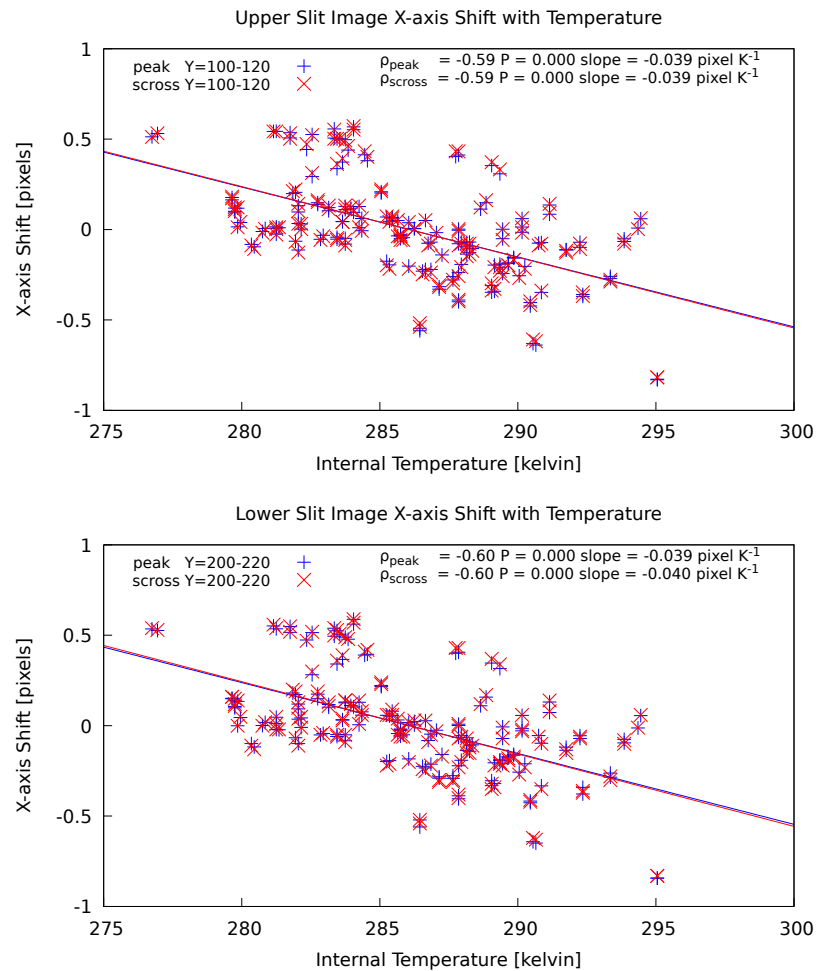 Upper Slit Image X-axis Shift with Temperature
peak Y=100-120
scross Y=100-120
ρpeak = -0.59 P = 0.000 slope = -0.039 pixel K-1
ρscross = -0.59 P = 0.000 slope = -0.039 pixel K-1
X-axis Shift [pixels]
1
0.5
0
-0.5
-1
275 280 285 290 295 300
Internal Temperature [kelvin]
Lower Slit Image X-axis Shift with Temperature
peak Y=200-220
scross Y=200-220
ρpeak = -0.60 P = 0.000 slope = -0.039 pixel K-1
ρscross = -0.60 P = 0.000 slope = -0.040 pixel K-1
X-axis Shift [pixels]
1
0.5
0
-0.5
-1
275 280 285 290 295 300
Internal Temperature [kelvin]